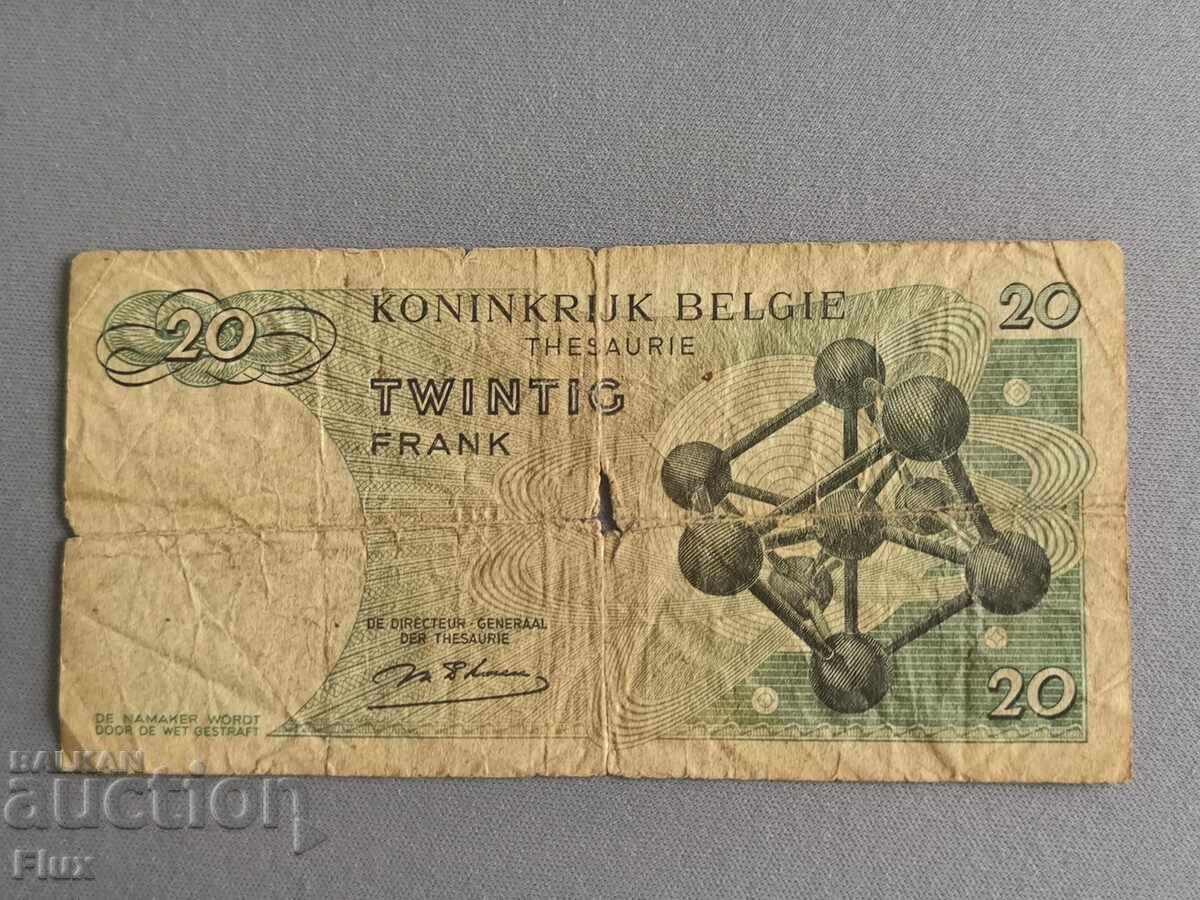 20
KONINKRIJK BELGIE
20
THESAURIE
TWINTIG
FRANK
DE DIRECTEUR-GENERAAL
DER THESAURIE
20
DE NAMAKER WORDT
DOOR DE WET GESTRAFT
BALKAN
auction
Flux